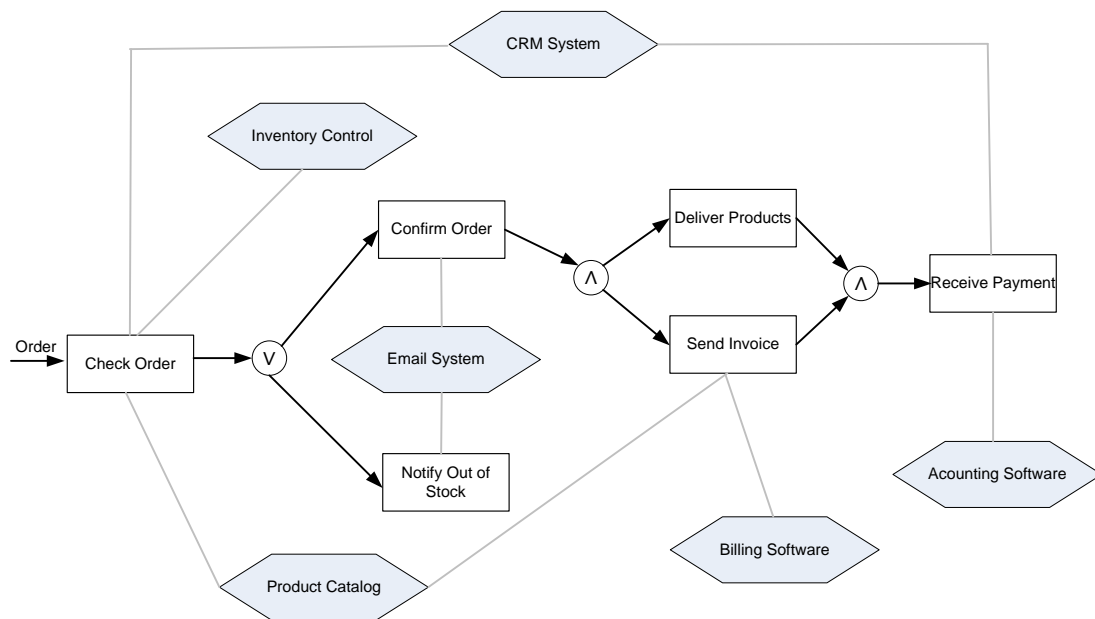 CRM System
Inventory Control
Confirm Order
Deliver Products
Λ
Λ
Receive Payment
Order
Check Order
V
Email System
Send Invoice
Notify Out of
Stock
Acounting Software
Billing Software
Product Catalog